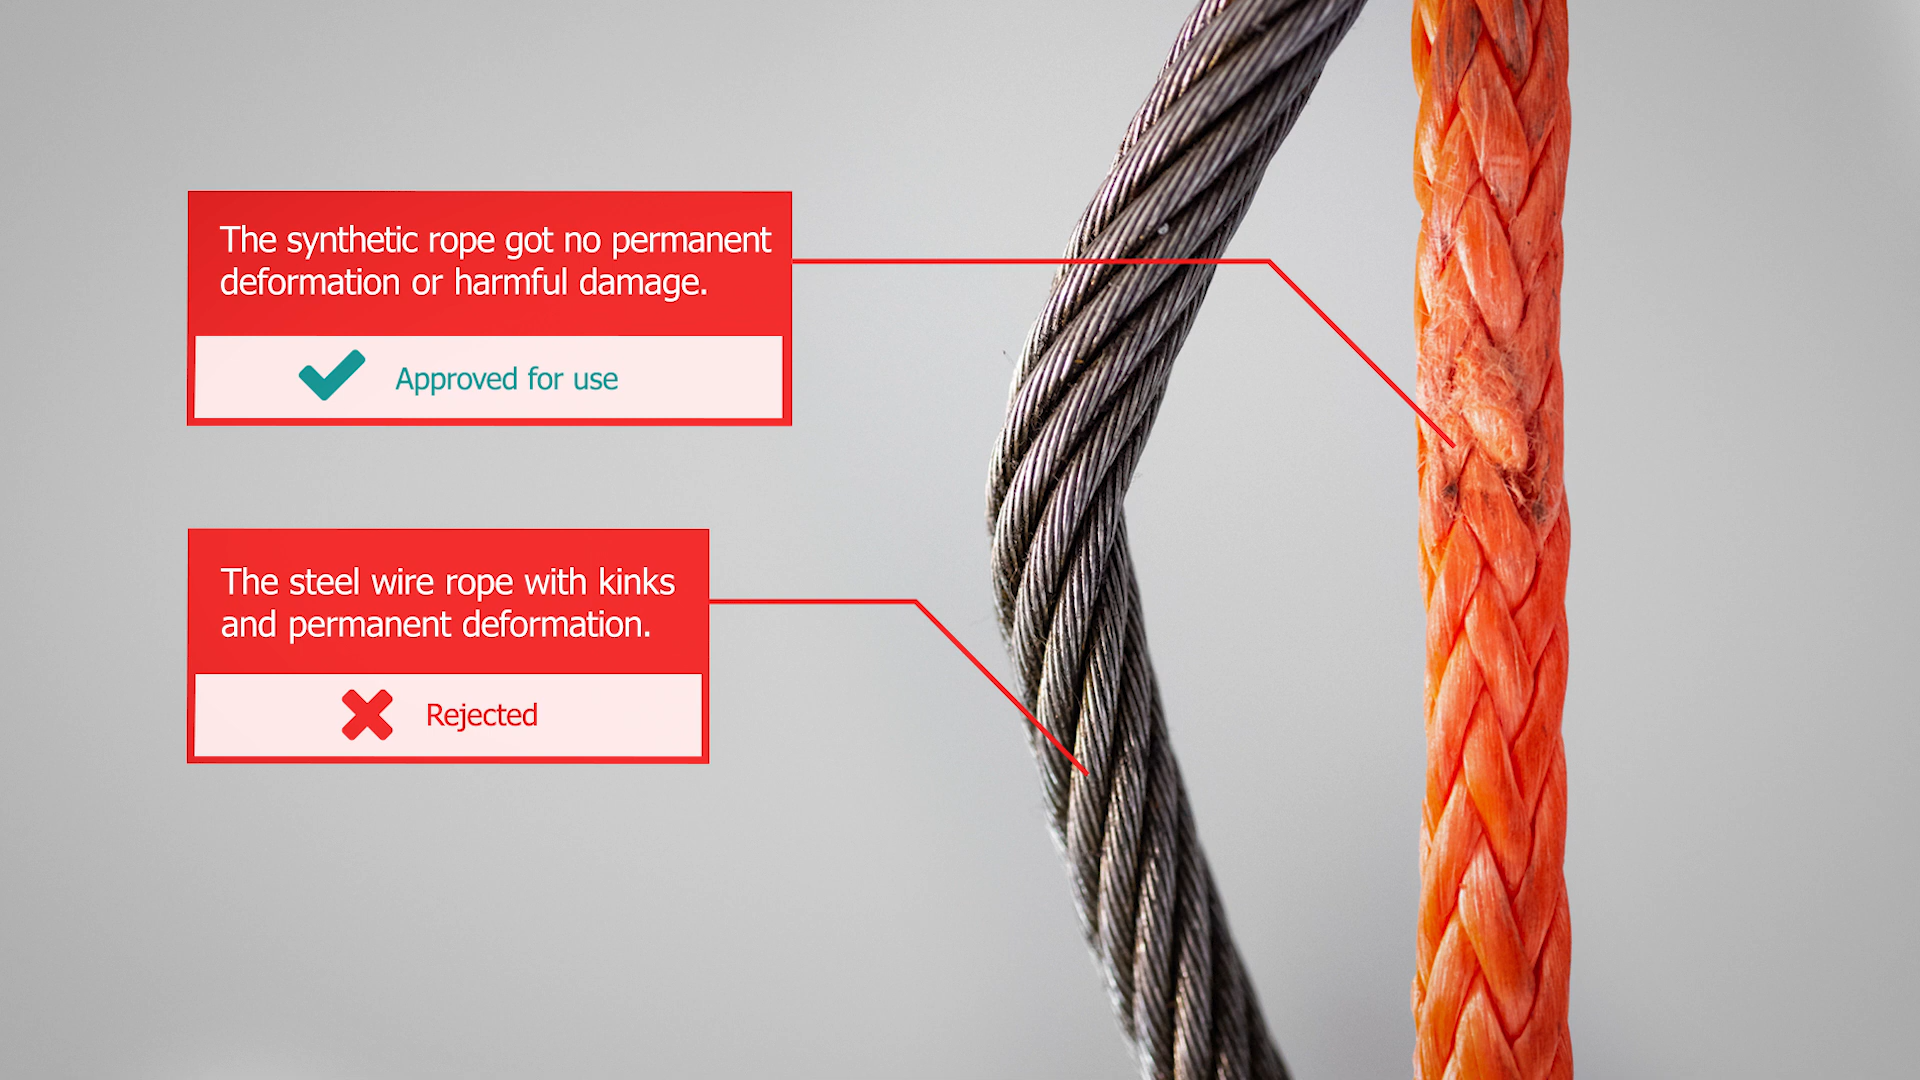 The synthetic rope got no permanent
deformation or harmful damage.
Approved for use
The steel wire rope with kinks
and permanent deformation.
Rejected